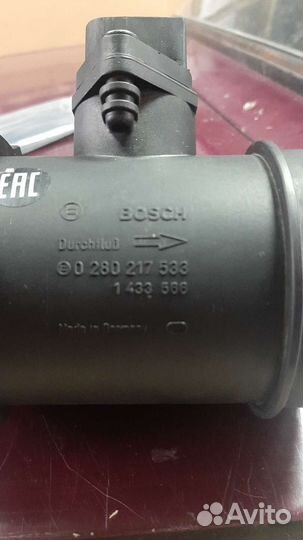 EAC
BOSCH
Durchfluß
0 280 217 533
1 433 566
Made in Germany
Avito